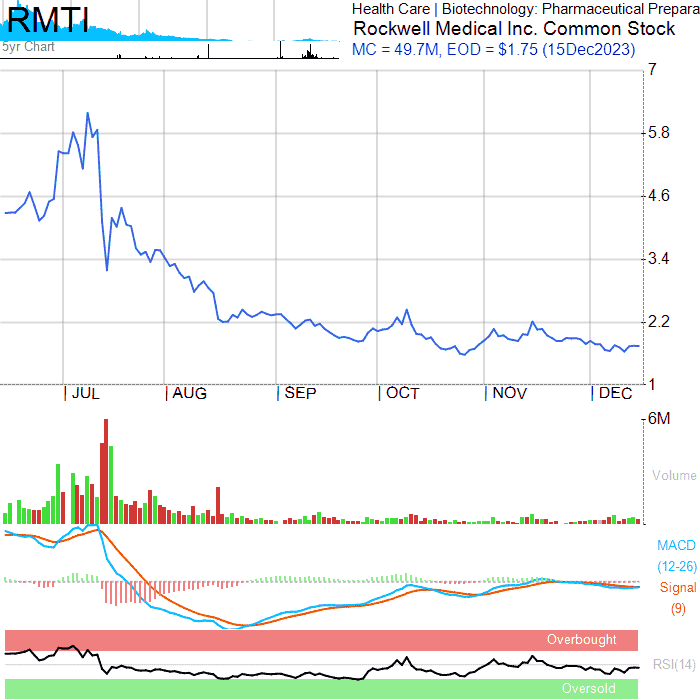 RMTI
5yr Chart
Health Care | Biotechnology: Pharmaceutical Prepara
Rockwell Medical Inc. Common Stock
MC = 49.7M, EOD = $1.75 (15Dec2023)
7
5.8
4.6
3.4
2.2
1
JUL AUG SEP OCT NOV DEC
6M
Volume
MACD
(12-26)
Signal
(9)
Overbought
RSI(14)
Oversold